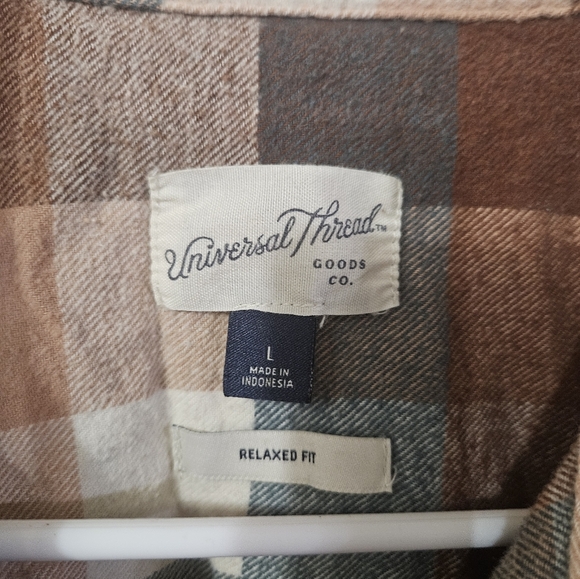 Universal Thread™
GOODS
CO.
L
MADE IN
INDONESIA
RELAXED FIT